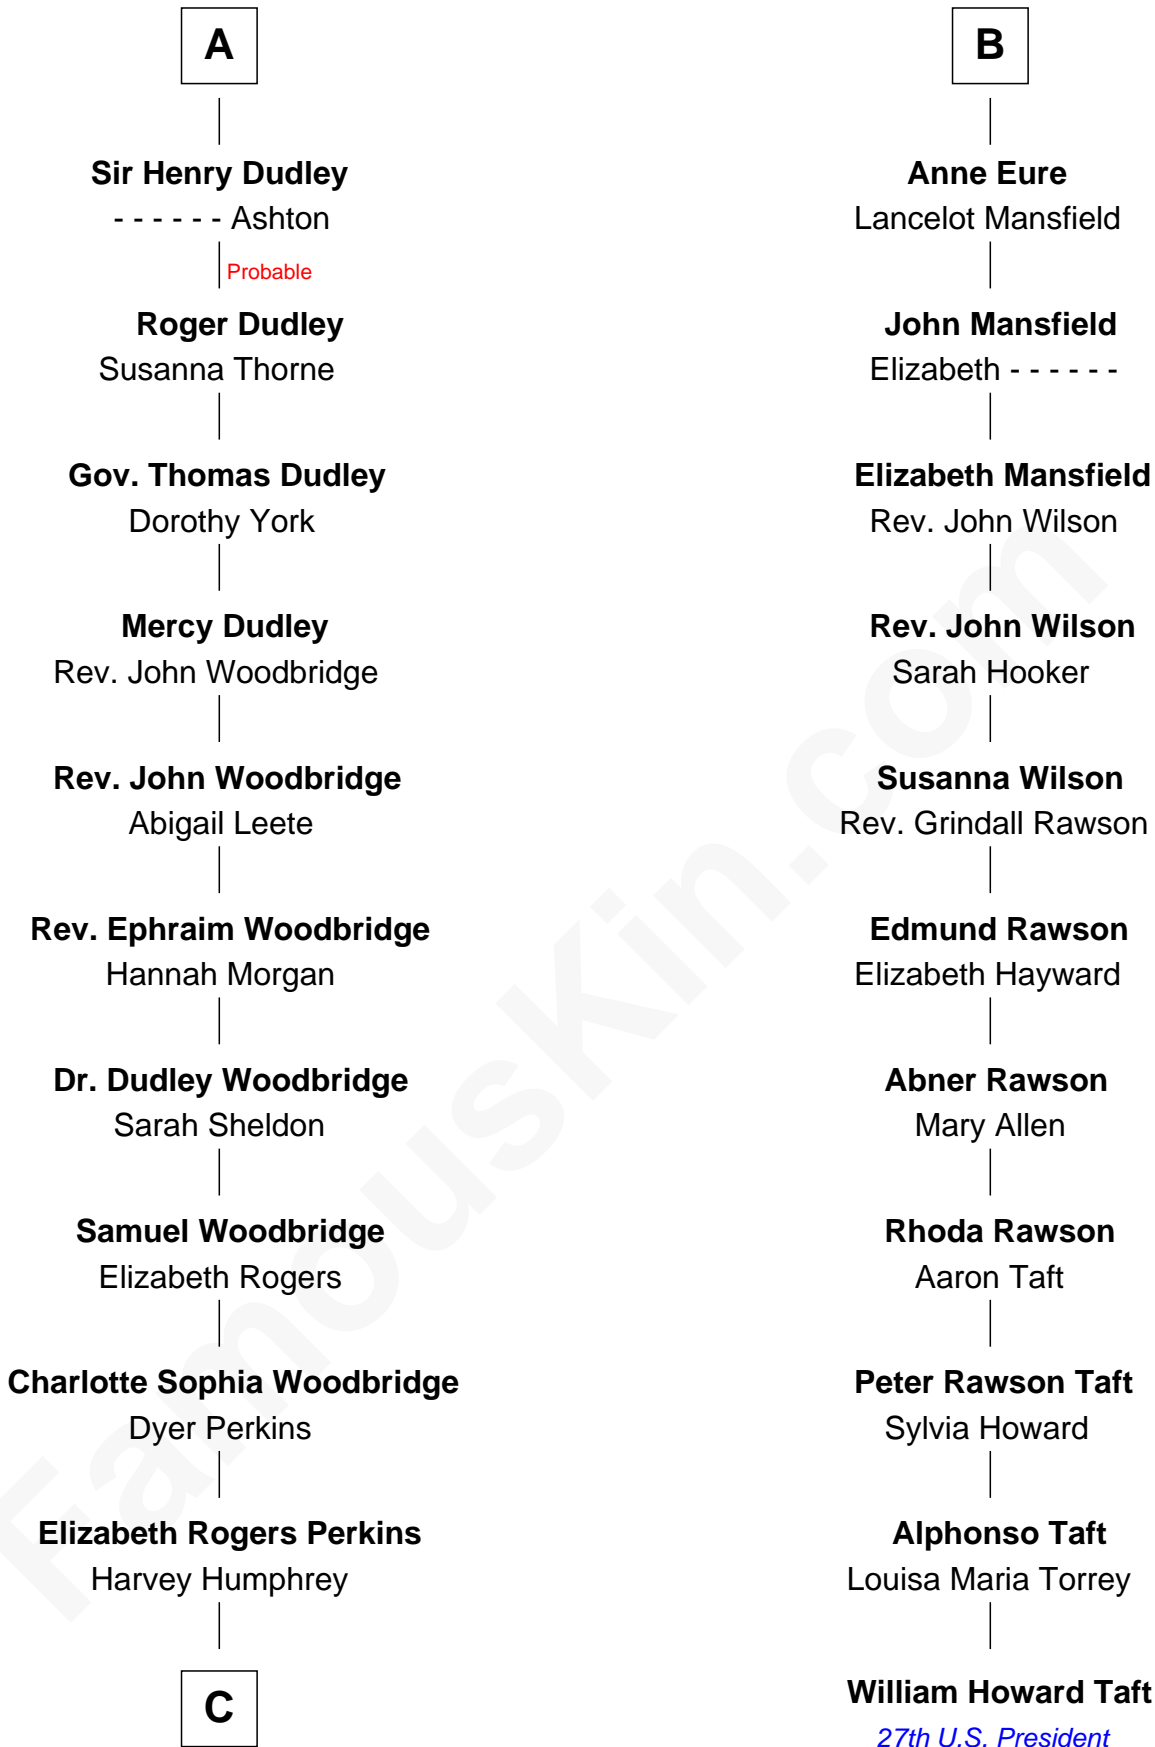 A
Sir Henry Dudley
- - - - - - Ashton
Probable
Roger Dudley
Susanna Thorne
Gov. Thomas Dudley
Dorothy York
Mercy Dudley
Rev. John Woodbridge
Rev. John Woodbridge
Abigail Leete
Rev. Ephraim Woodbridge
Hannah Morgan
Dr. Dudley Woodbridge
Sarah Sheldon
Samuel Woodbridge
Elizabeth Rogers
Charlotte Sophia Woodbridge
Dyer Perkins
Elizabeth Rogers Perkins
Harvey Humphrey
C
B
Anne Eure
Lancelot Mansfield
John Mansfield
Elizabeth - - - - - -
Elizabeth Mansfield
Rev. John Wilson
Rev. John Wilson
Sarah Hooker
Susanna Wilson
Rev. Grindall Rawson
Edmund Rawson
Elizabeth Hayward
Abner Rawson
Mary Allen
Rhoda Rawson
Aaron Taft
Peter Rawson Taft
Sylvia Howard
Alphonso Taft
Louisa Maria Torrey
William Howard Taft
27th U.S. President
FamousKin.com